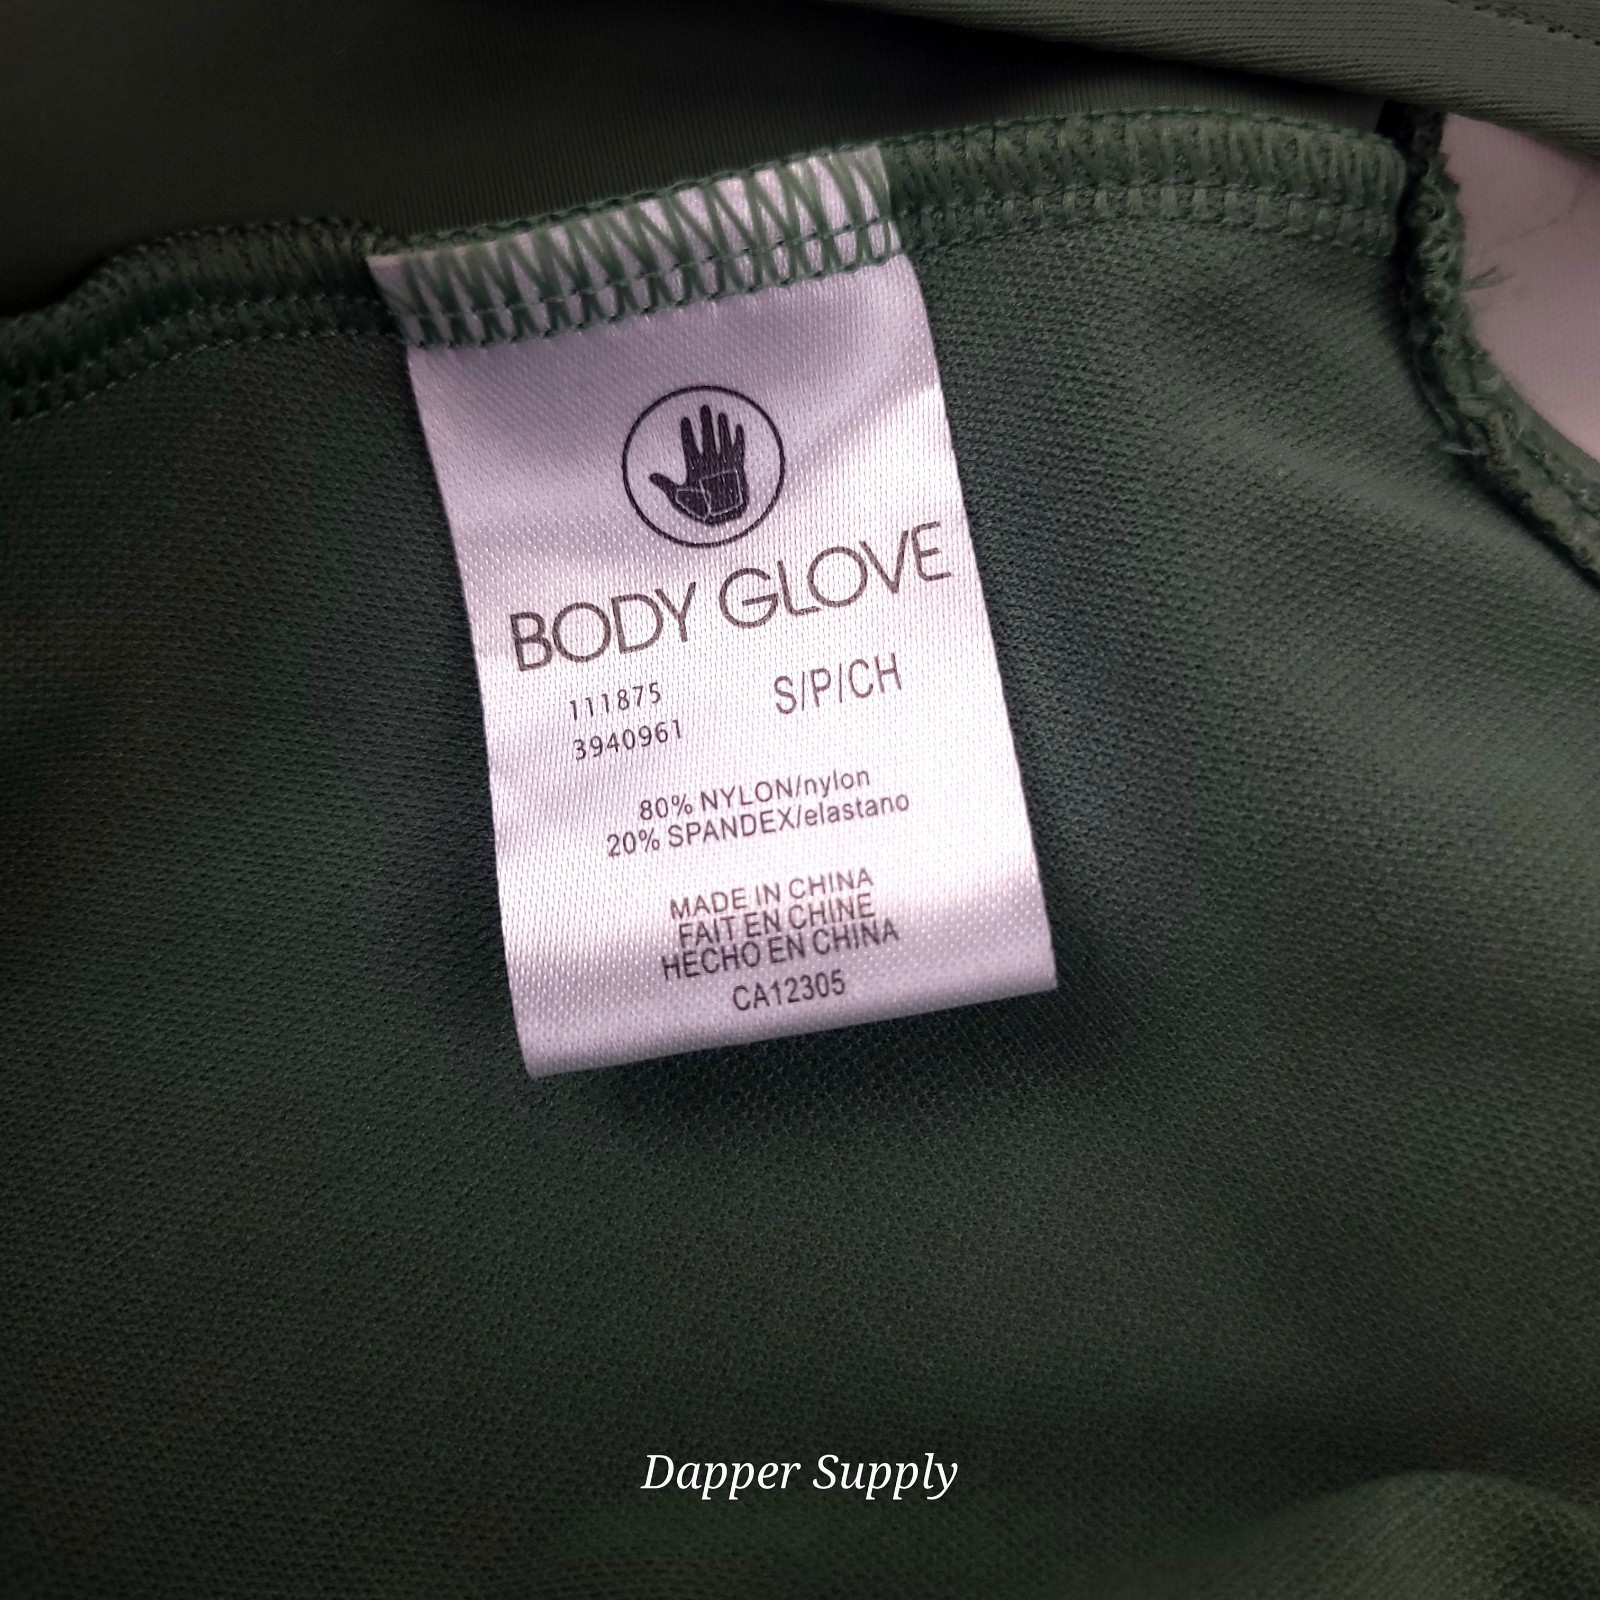 BODY GLOVE
111875
S/P/CH
3940961
80% NYLON/nylon
20% SPANDEX/elastano
MADE IN CHINA
FAIT EN CHINE
HECHO EN CHINA
CA12305
Dapper Supply